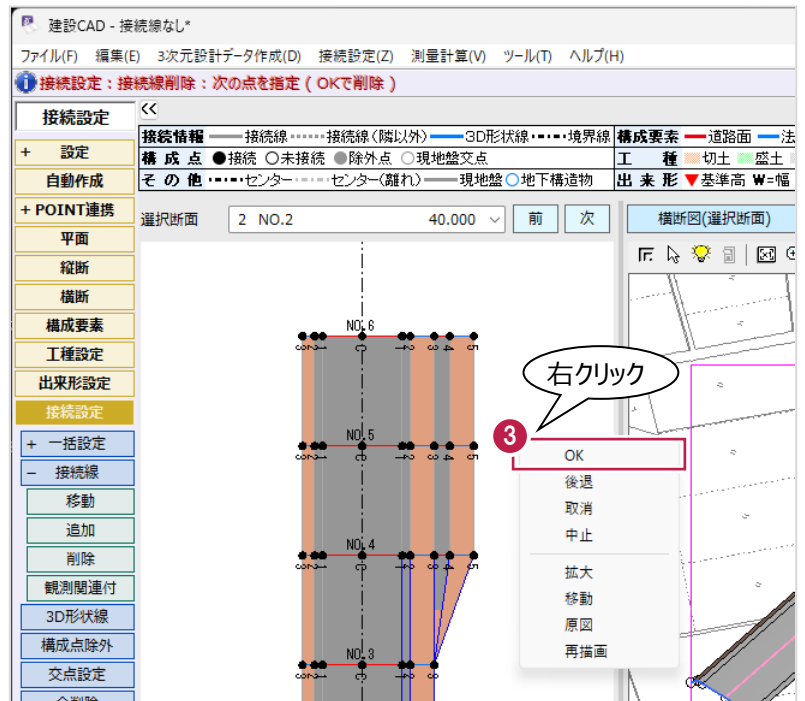 建設CAD - 接続線なし*
ファイル(F) 編集(E) 3次元設計データ作成(D) 接続設定(Z) 測量計算(V) ツール(T) ヘルプ(H)
接続設定：接続線削除：次の点を指定 ( OKで削除 )
接続設定
<<
接続情報 接続線 接続線(隣以外) 3D形状線 境界線 構成要素 道路面
構成点 接続 未接続 除外点 現地盤交点 工種 切土 盛土
その他 センター センター(離れ) 現地盤 地下構造物 出来形 基準高 W=幅
+ 設定
自動作成
+ POINT連携
平面
縦断
横断
構成要素
工種設定
出来形設定
接続設定
+ 一括設定
− 接続線
移動
追加
削除
観測関連付
3D形状線
構成点除外
交点設定
選択断面 2 NO.2 40.000 前 次
横断図(選択断面)
NO.6
NO.5
NO.4
NO.3
右クリック
3
OK
後退
取消
中止
拡大
移動
原図
再描画